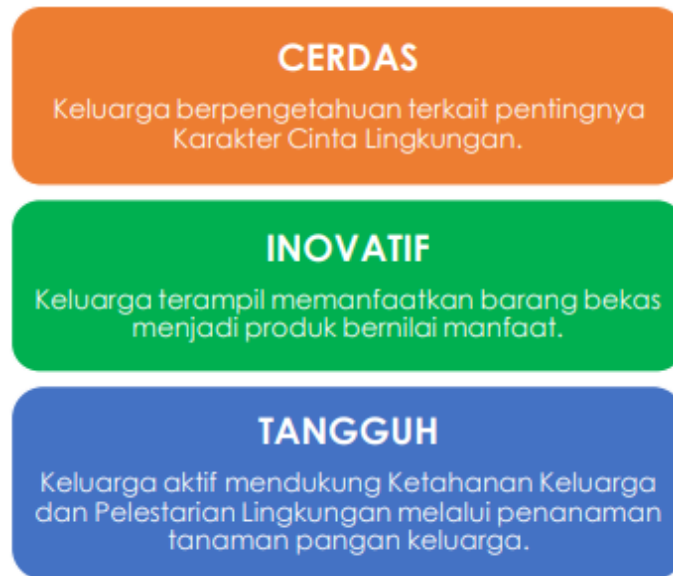 CERDAS
Keluarga berpengetahuan terkait pentingnya
Karakter Cinta Lingkungan.
INOVATIF
Keluarga terampil memanfaatkan barang bekas
menjadi produk bernilai manfaat.
TANGGUH
Keluarga aktif mendukung Ketahanan Keluarga
dan Pelestarian Lingkungan melalui penanaman
tanaman pangan keluarga.